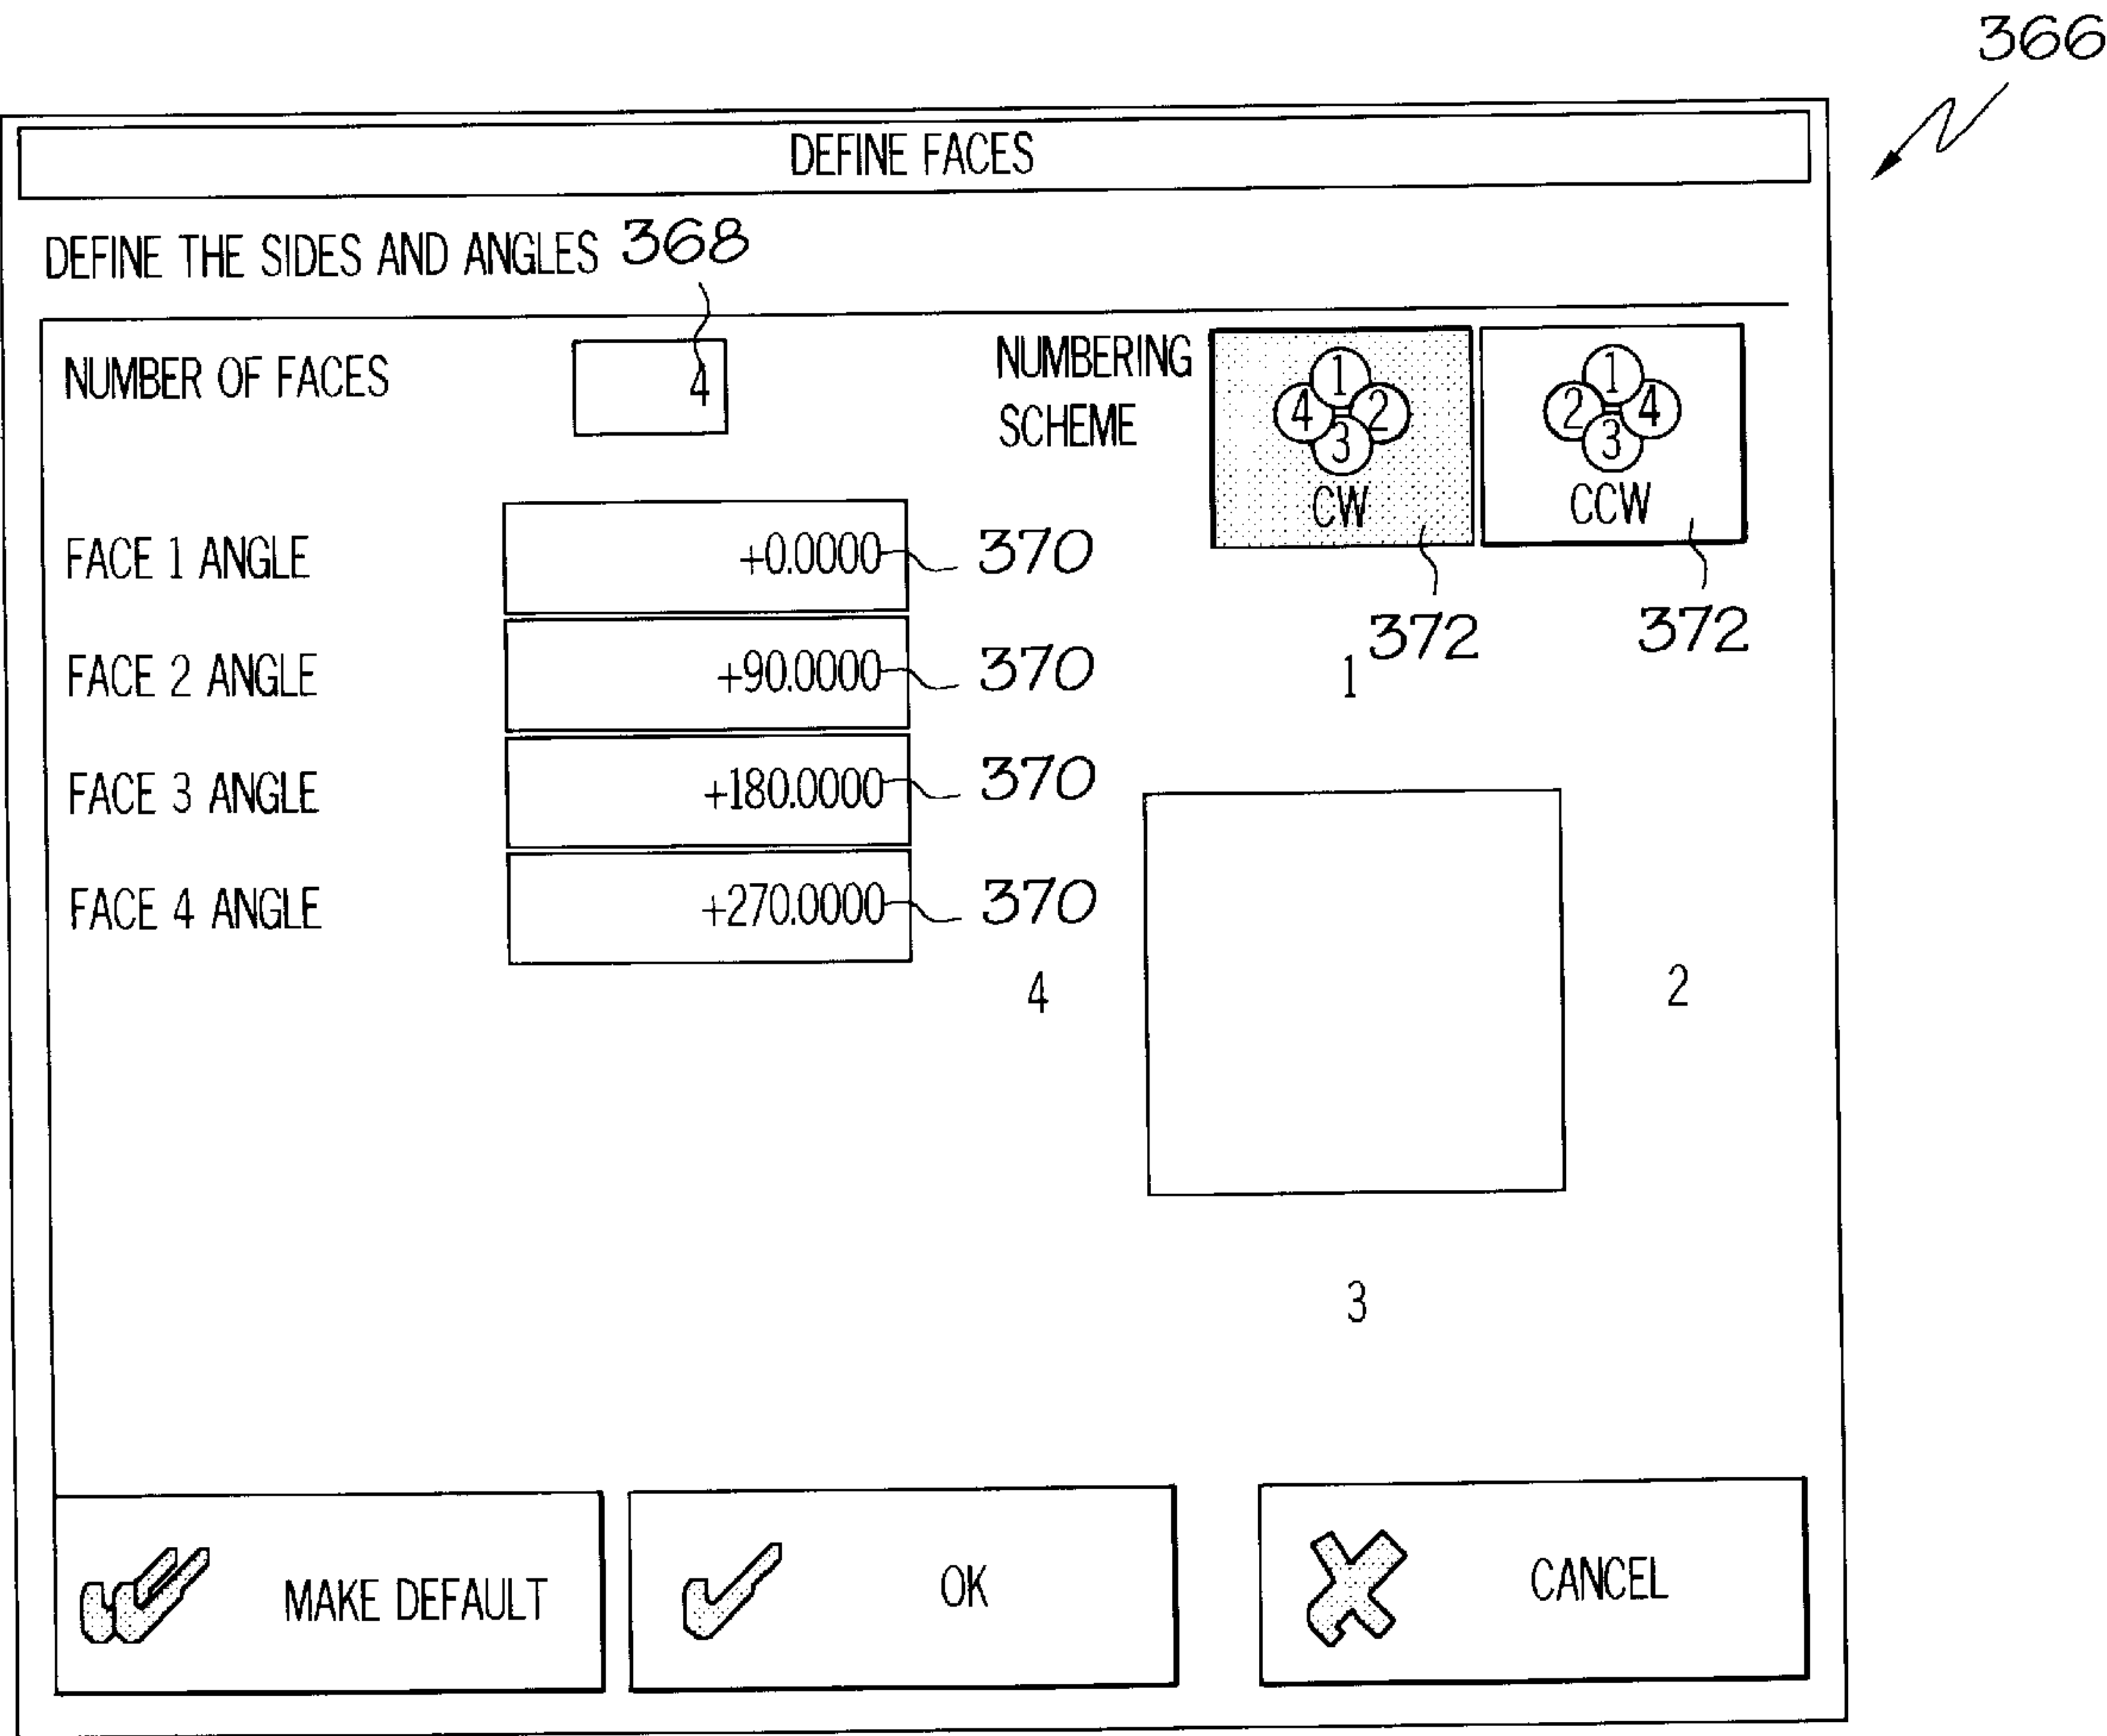 366
DEFINE FACES
DEFINE THE SIDES AND ANGLES 368
NUMBER OF FACES 4
NUMBERING
SCHEME
1
4 2
3
CW
1
2 4
3
CCW
372 372
FACE 1 ANGLE +0.0000 370
FACE 2 ANGLE +90.0000 370
FACE 3 ANGLE +180.0000 370
FACE 4 ANGLE +270.0000 370
1
4 2
3
MAKE DEFAULT OK CANCEL